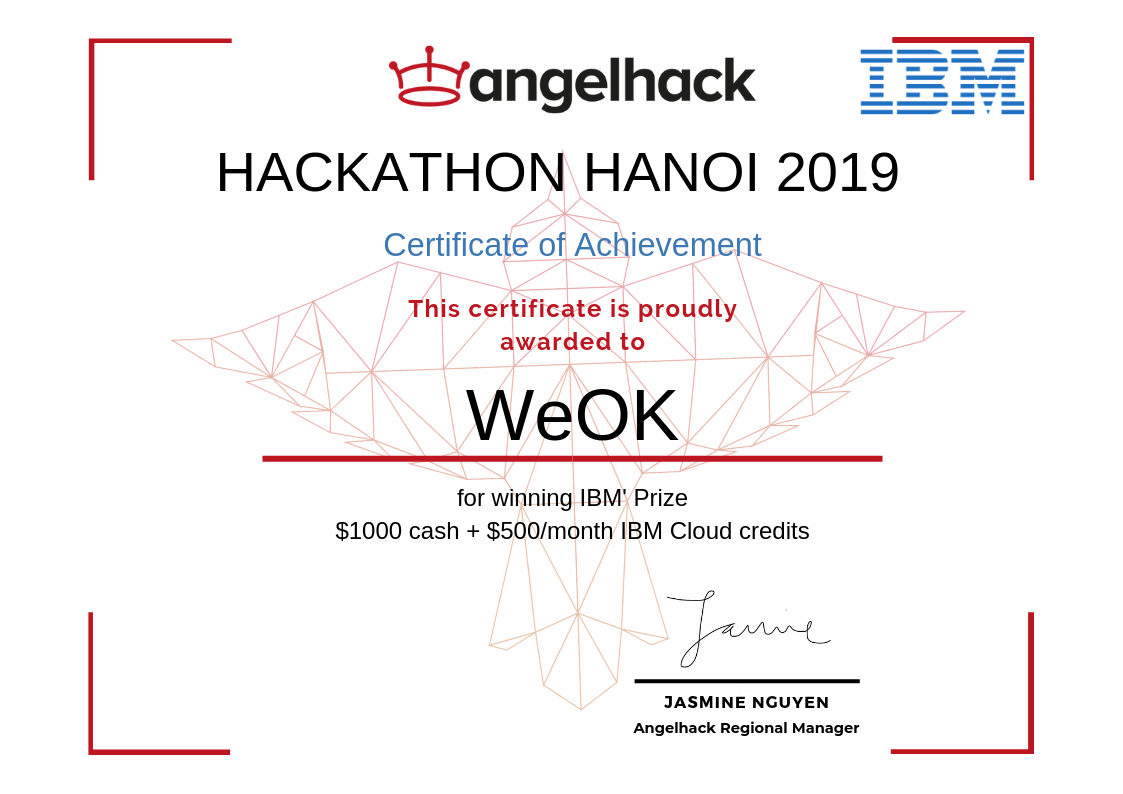 angelhack
IBM
HACKATHON HANOI 2019
Certificate of Achievement
This certificate is proudly
awarded to
WeOK
for winning IBM' Prize
$1000 cash + $500/month IBM Cloud credits
Jasmine
JASMINE NGUYEN
Angelhack Regional Manager